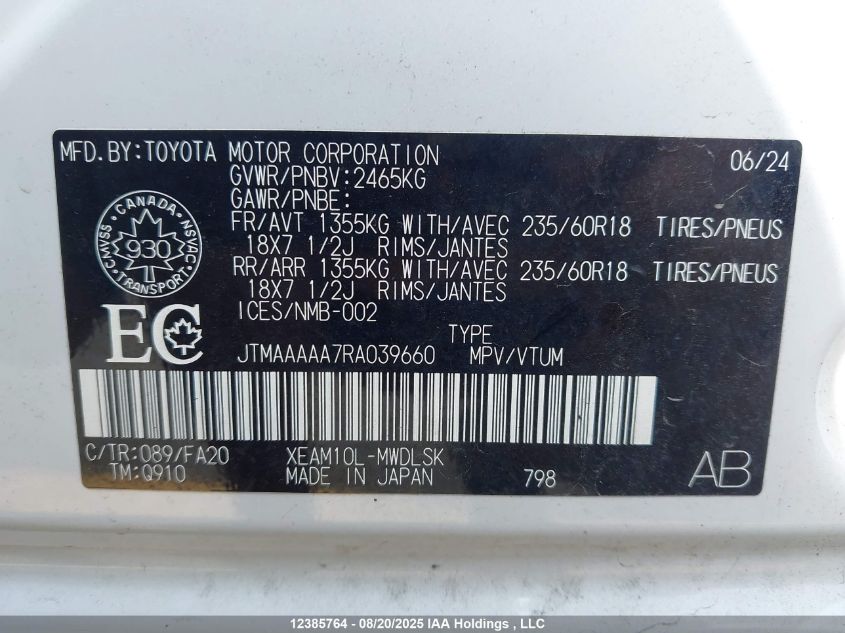 MFD.BY:TOYOTA MOTOR CORPORATION 06/24
GVWR/PNBV:2465KG
GAWR/PNBE:
FR/AVT 1355KG WITH/AVEC 235/60R18 TIRES/PNEUS
18X7 1/2J RIMS/JANTES
RR/ARR 1355KG WITH/AVEC 235/60R18 TIRES/PNEUS
18X7 1/2J RIMS/JANTES
ICES/NMB-002
CANADA
CMVSS 930 NSVAC
TRANSPORT
EC
TYPE
JTMAAAAA7RA039660 MPV/VTUM
C/TR:089/FA20 XEAM10L-MWDLSK
TM:Q910 MADE IN JAPAN 798 AB
12385764 - 08/20/2025 IAA Holdings , LLC